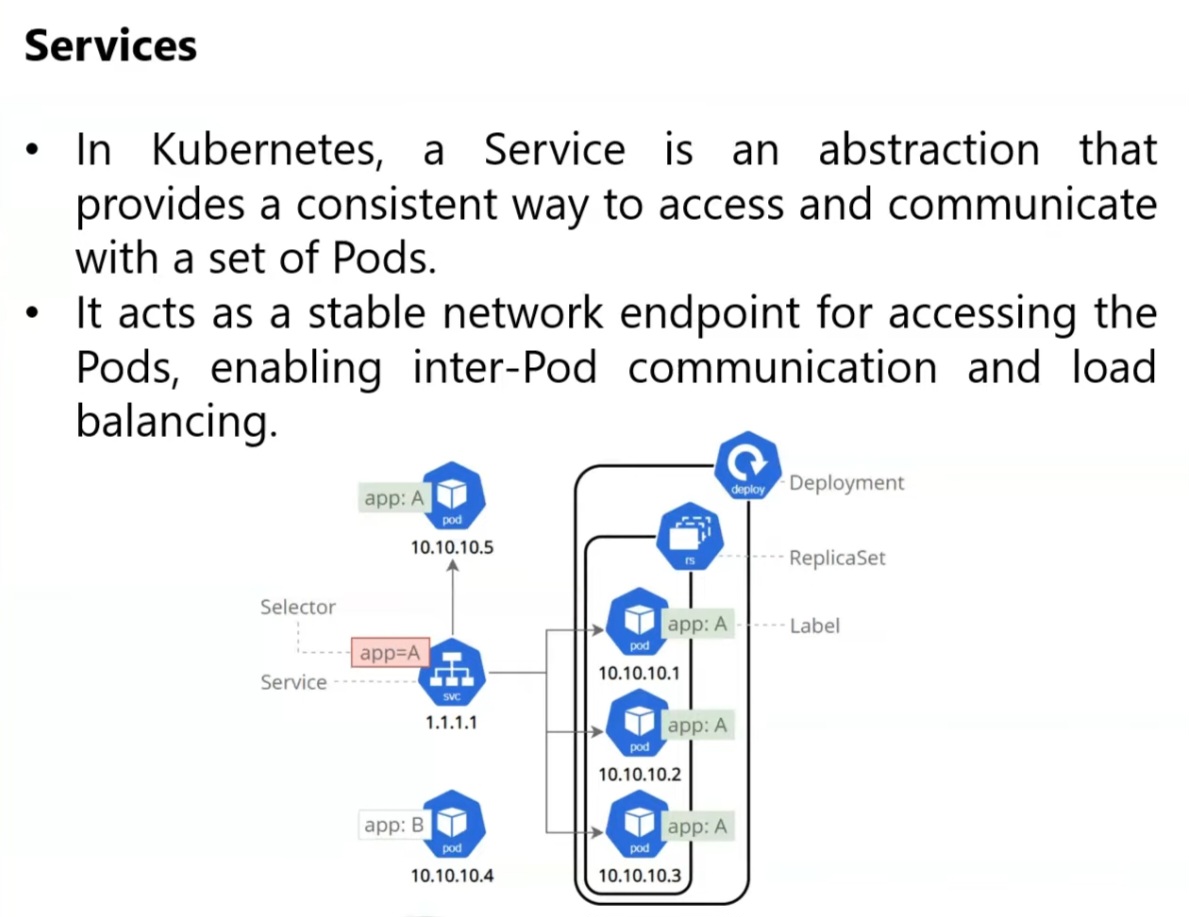 Services
• In Kubernetes, a Service is an abstraction that
provides a consistent way to access and communicate
with a set of Pods.
• It acts as a stable network endpoint for accessing the
Pods, enabling inter-Pod communication and load
balancing.
deploy
Deployment
app: A
pod
10.10.10.5
rs
ReplicaSet
Selector
app=A
Service
svc
1.1.1.1
pod
app: A
Label
10.10.10.1
pod
app: A
10.10.10.2
app: B
pod
10.10.10.4
pod
app: A
10.10.10.3